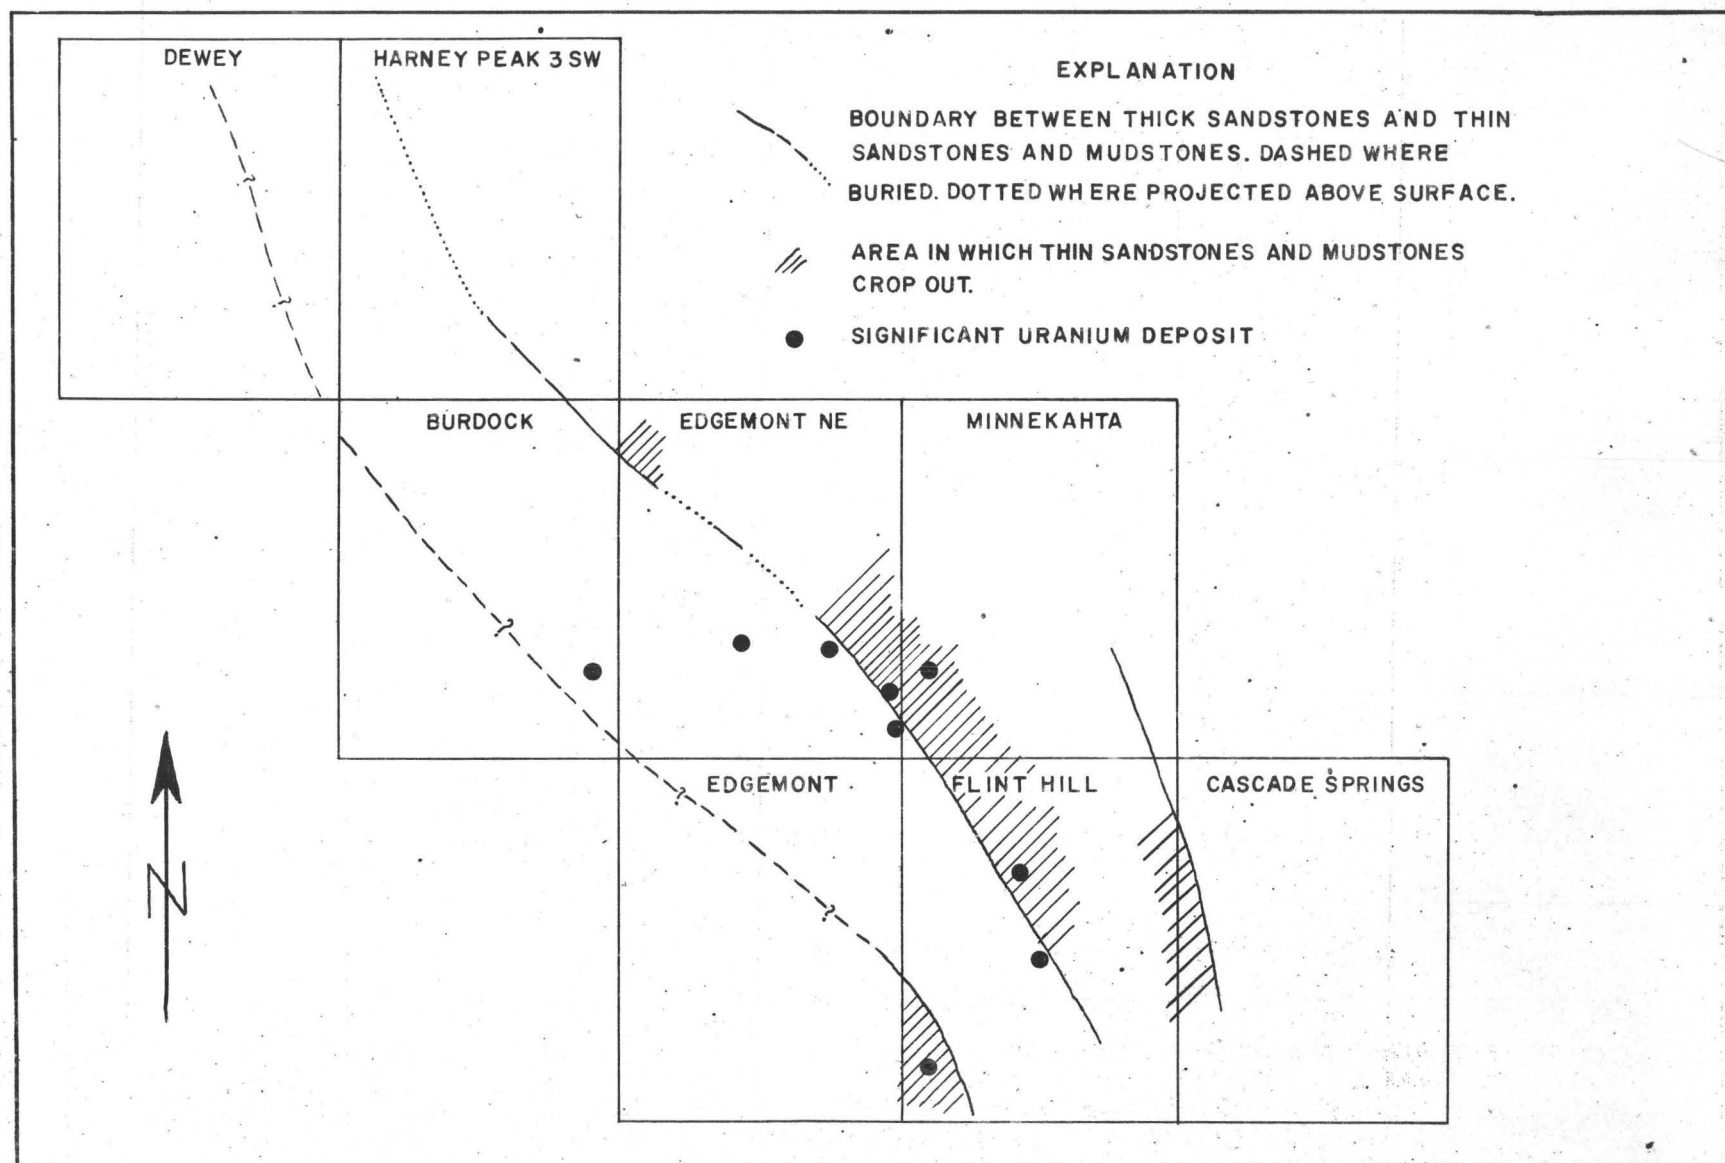 DEWEY
HARNEY PEAK 3 SW
EXPLANATION
BOUNDARY BETWEEN THICK SANDSTONES AND THIN
SANDSTONES AND MUDSTONES. DASHED WHERE
BURIED. DOTTED WHERE PROJECTED ABOVE SURFACE.
AREA IN WHICH THIN SANDSTONES AND MUDSTONES
CROP OUT.
SIGNIFICANT URANIUM DEPOSIT
BURDOCK
EDGEMONT NE
MINNEKAHTA
?
?
?
EDGEMONT
FLINT HILL
CASCADE SPRINGS
?
?
N